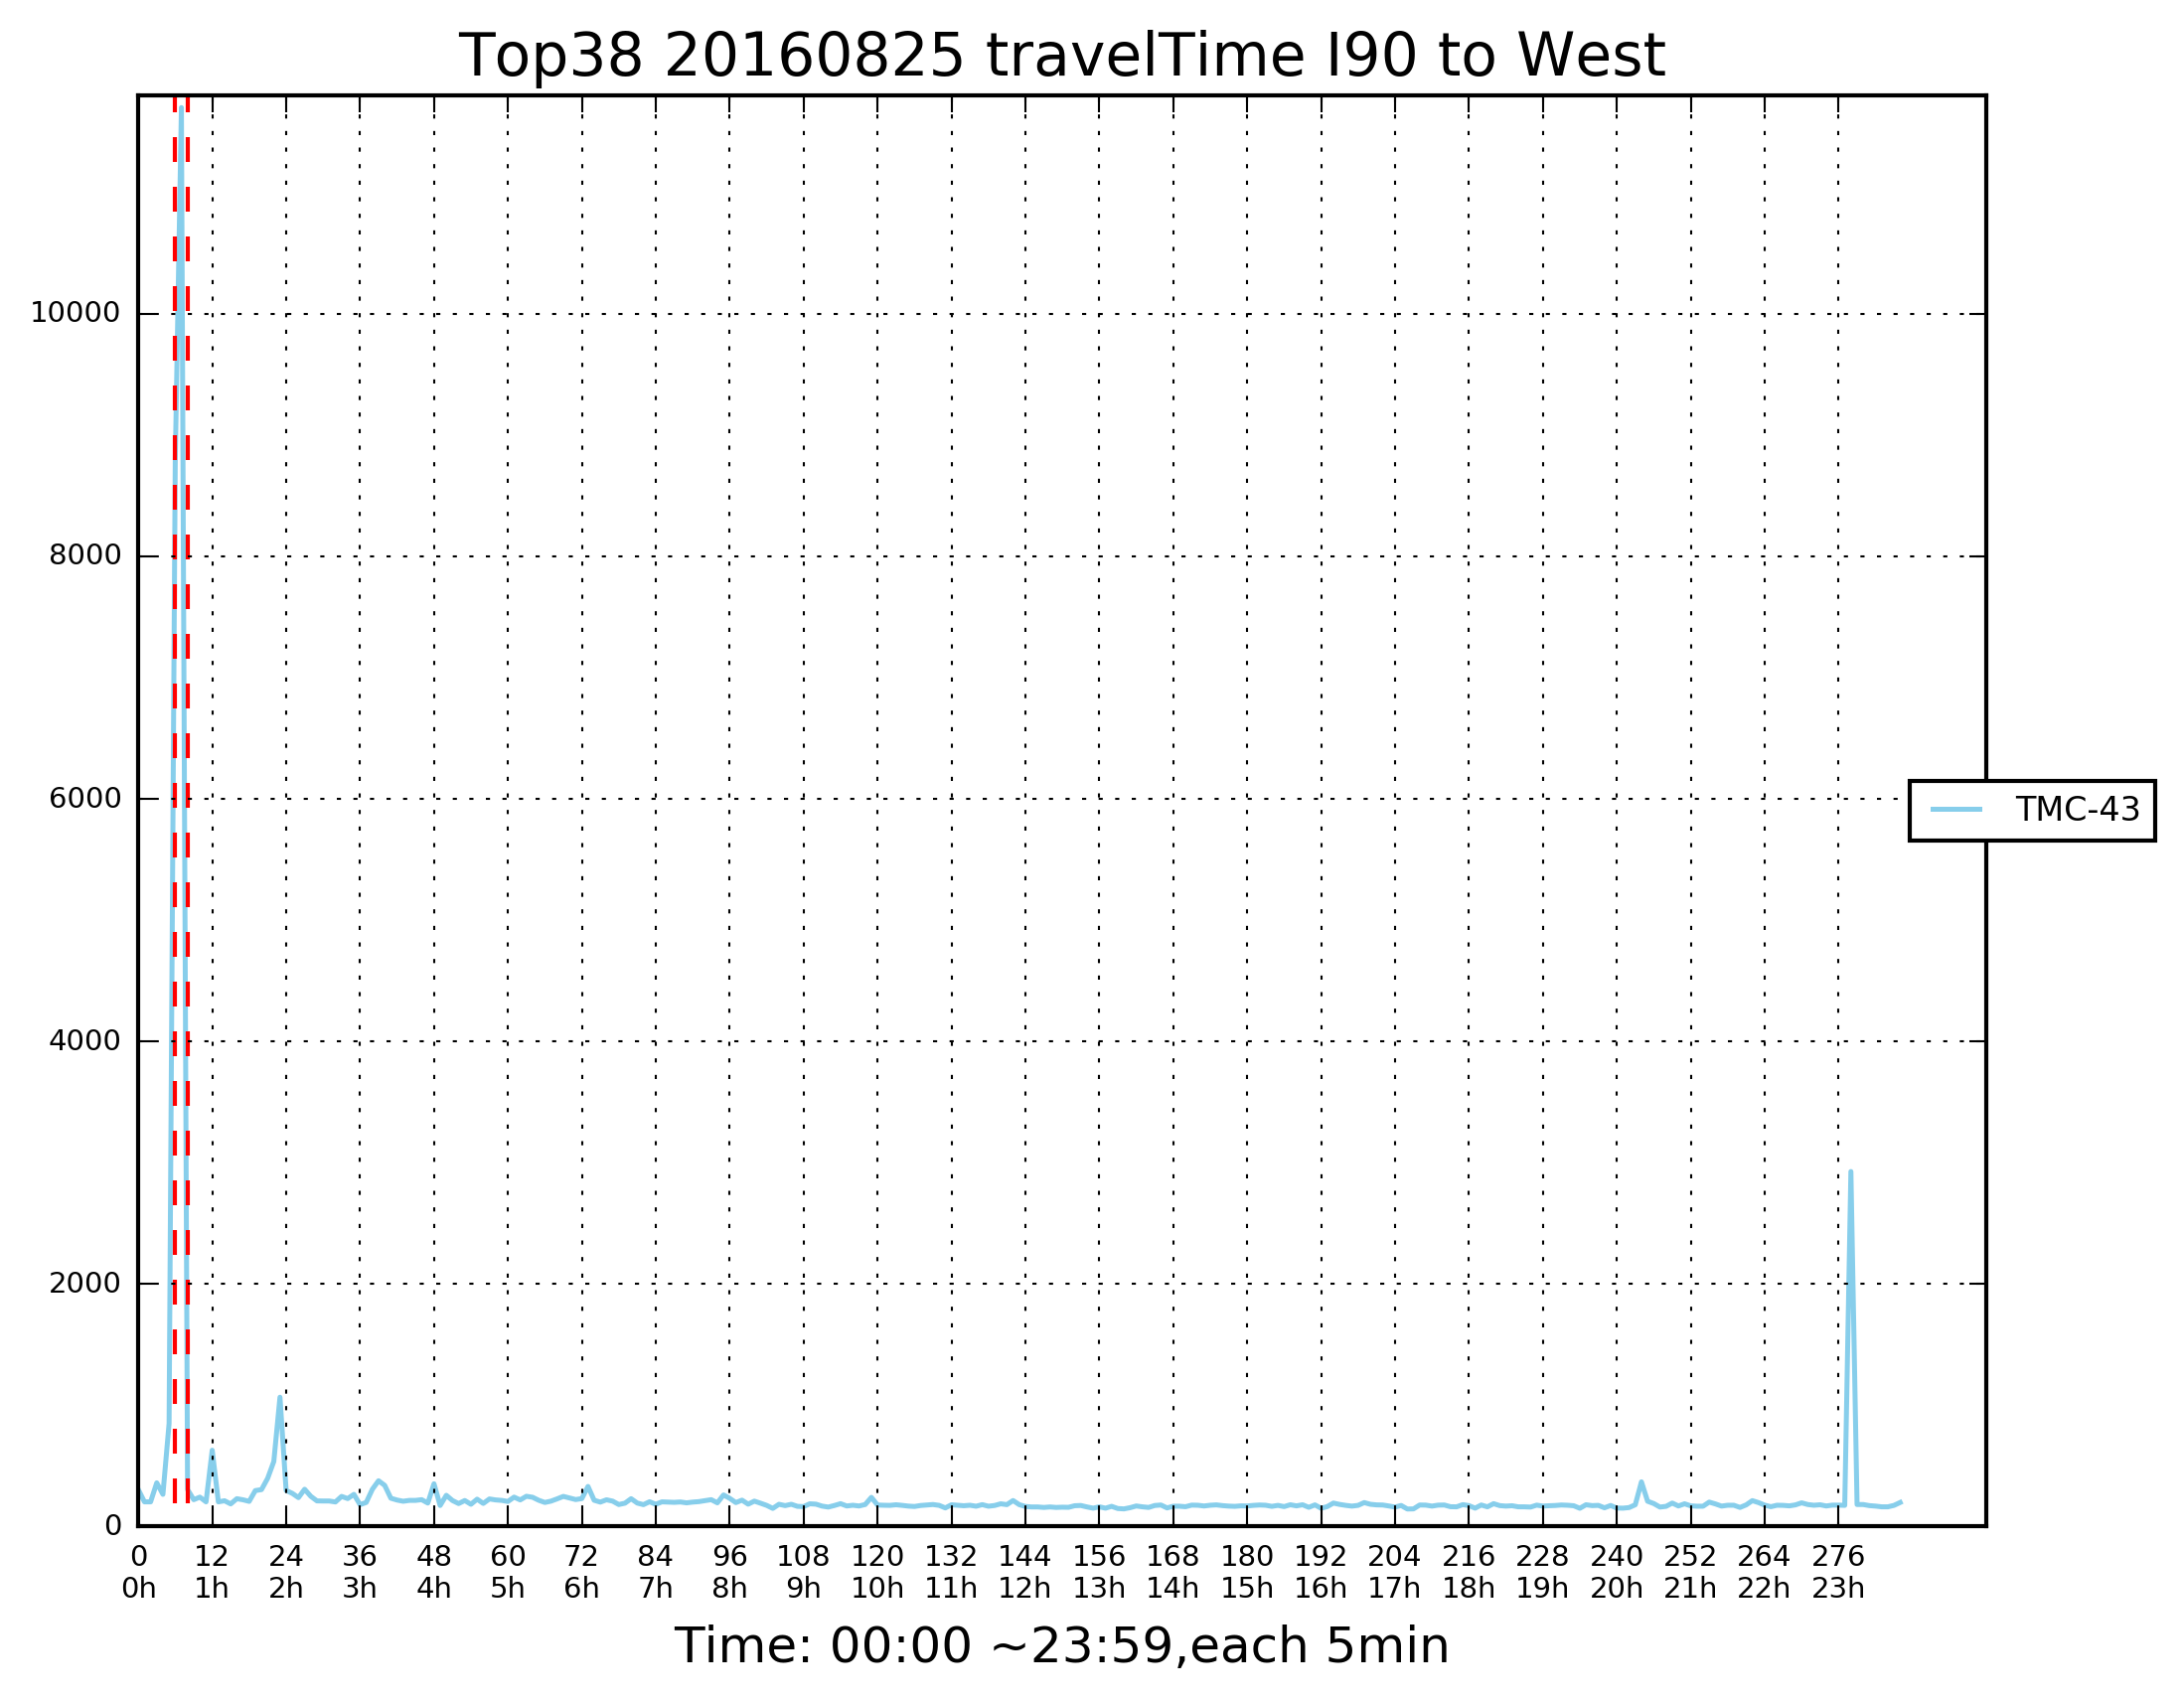 Top38 20160825 travelTime I90 to West
10000
8000
6000
TMC-43
4000
2000
0
0 12 24 36 48 60 72 84 96 108 120 132 144 156 168 180 192 204 216 228 240 252 264 276
0h 1h 2h 3h 4h 5h 6h 7h 8h 9h 10h 11h 12h 13h 14h 15h 16h 17h 18h 19h 20h 21h 22h 23h
Time: 00:00 ~23:59,each 5min